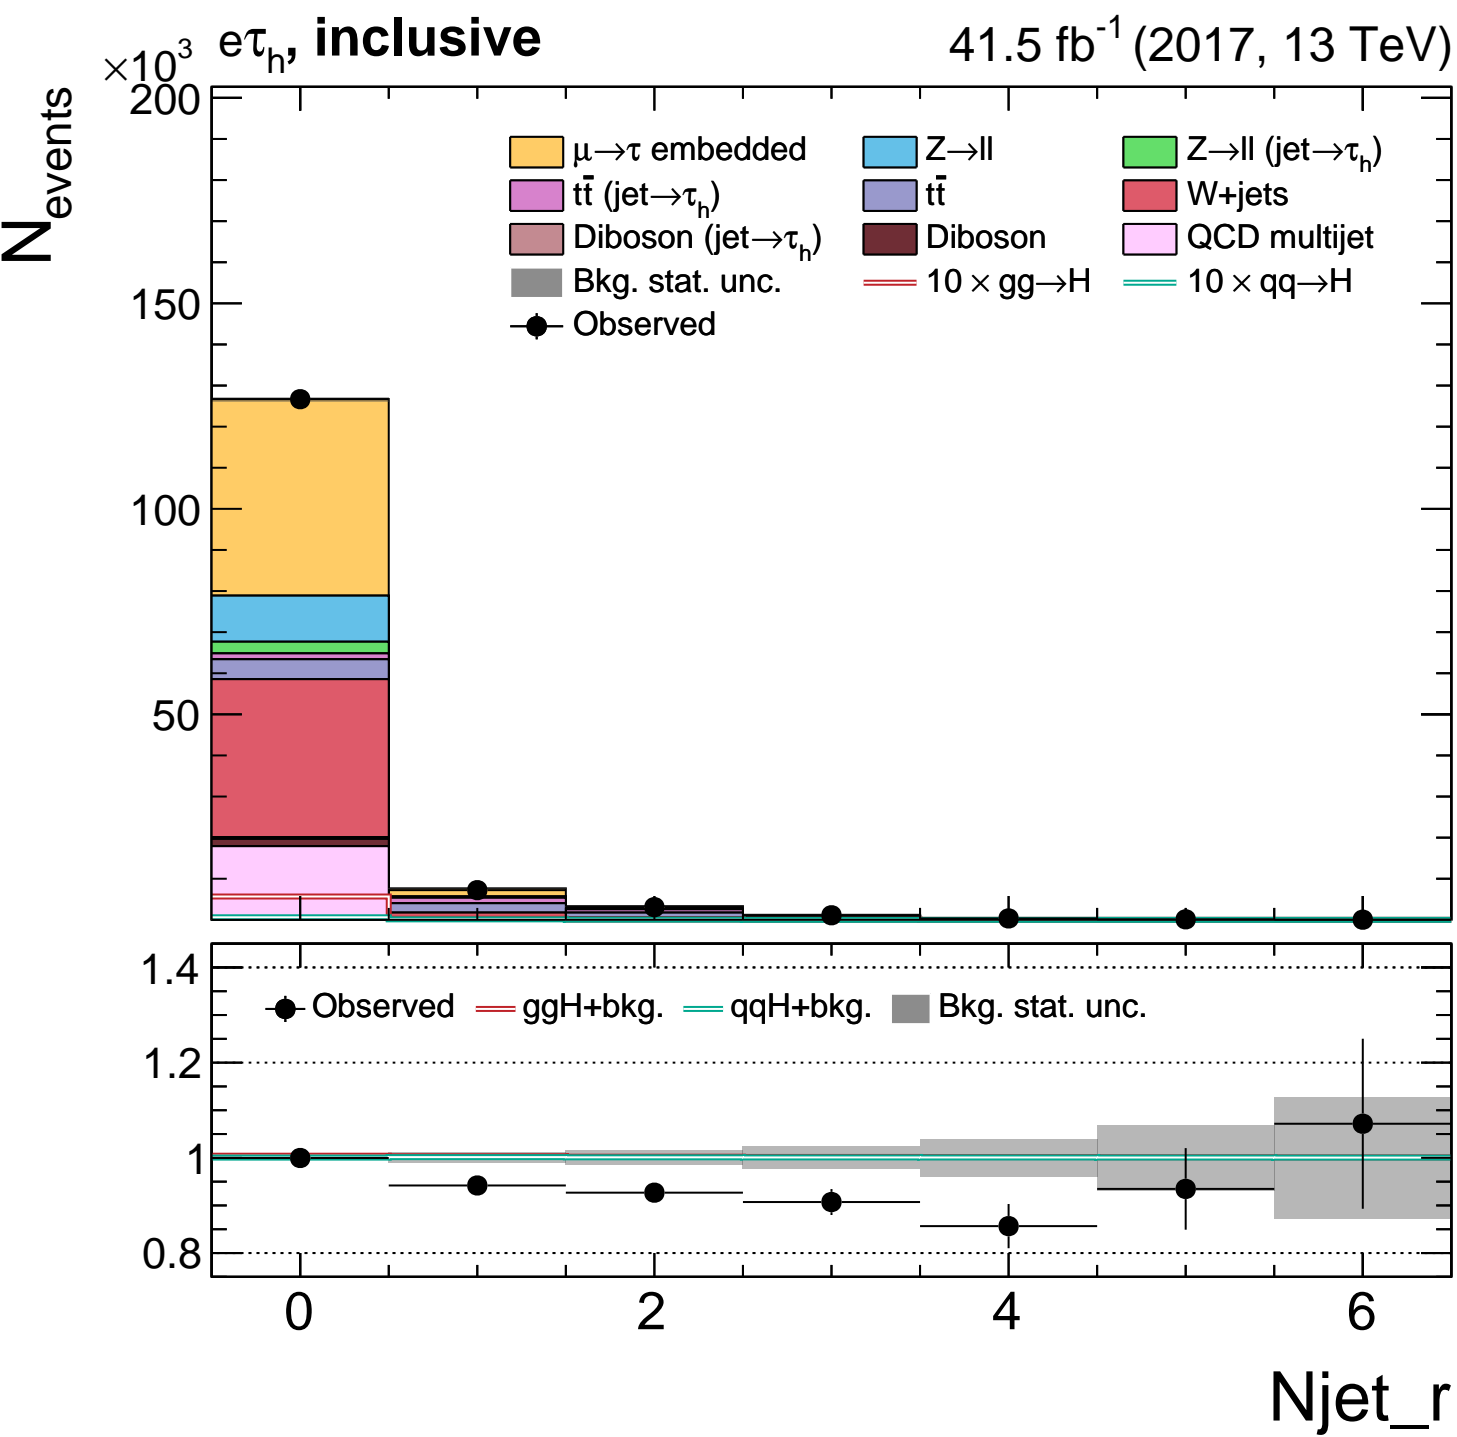 ×10³ eτₕ, inclusive 41.5 fb⁻¹ (2017, 13 TeV)
N_events
200
150
100
50
μ→τ embedded Z→ll Z→ll (jet→τₕ)
tt̄ (jet→τₕ) tt̄ W+jets
Diboson (jet→τₕ) Diboson QCD multijet
Bkg. stat. unc. 10 × gg→H 10 × qq→H
Observed
1.4
1.2
1
0.8
Observed ggH+bkg. qqH+bkg. Bkg. stat. unc.
0 2 4 6
Njet_r